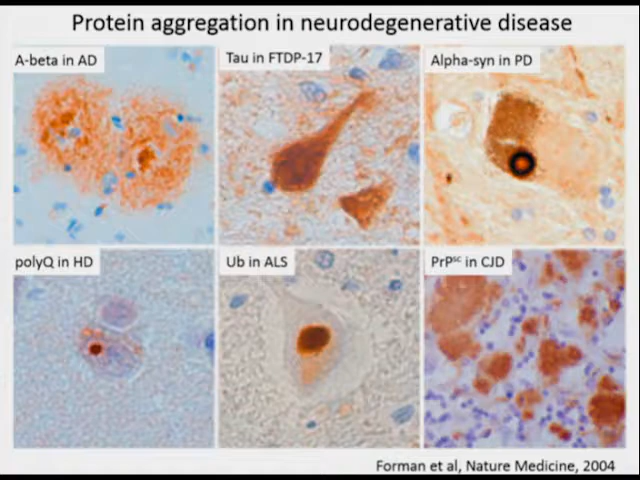 Protein aggregation in neurodegenerative disease
A-beta in AD
Tau in FTDP-17
Alpha-syn in PD
polyQ in HD
Ub in ALS
PrPˢᶜ in CJD
Forman et al, Nature Medicine, 2004